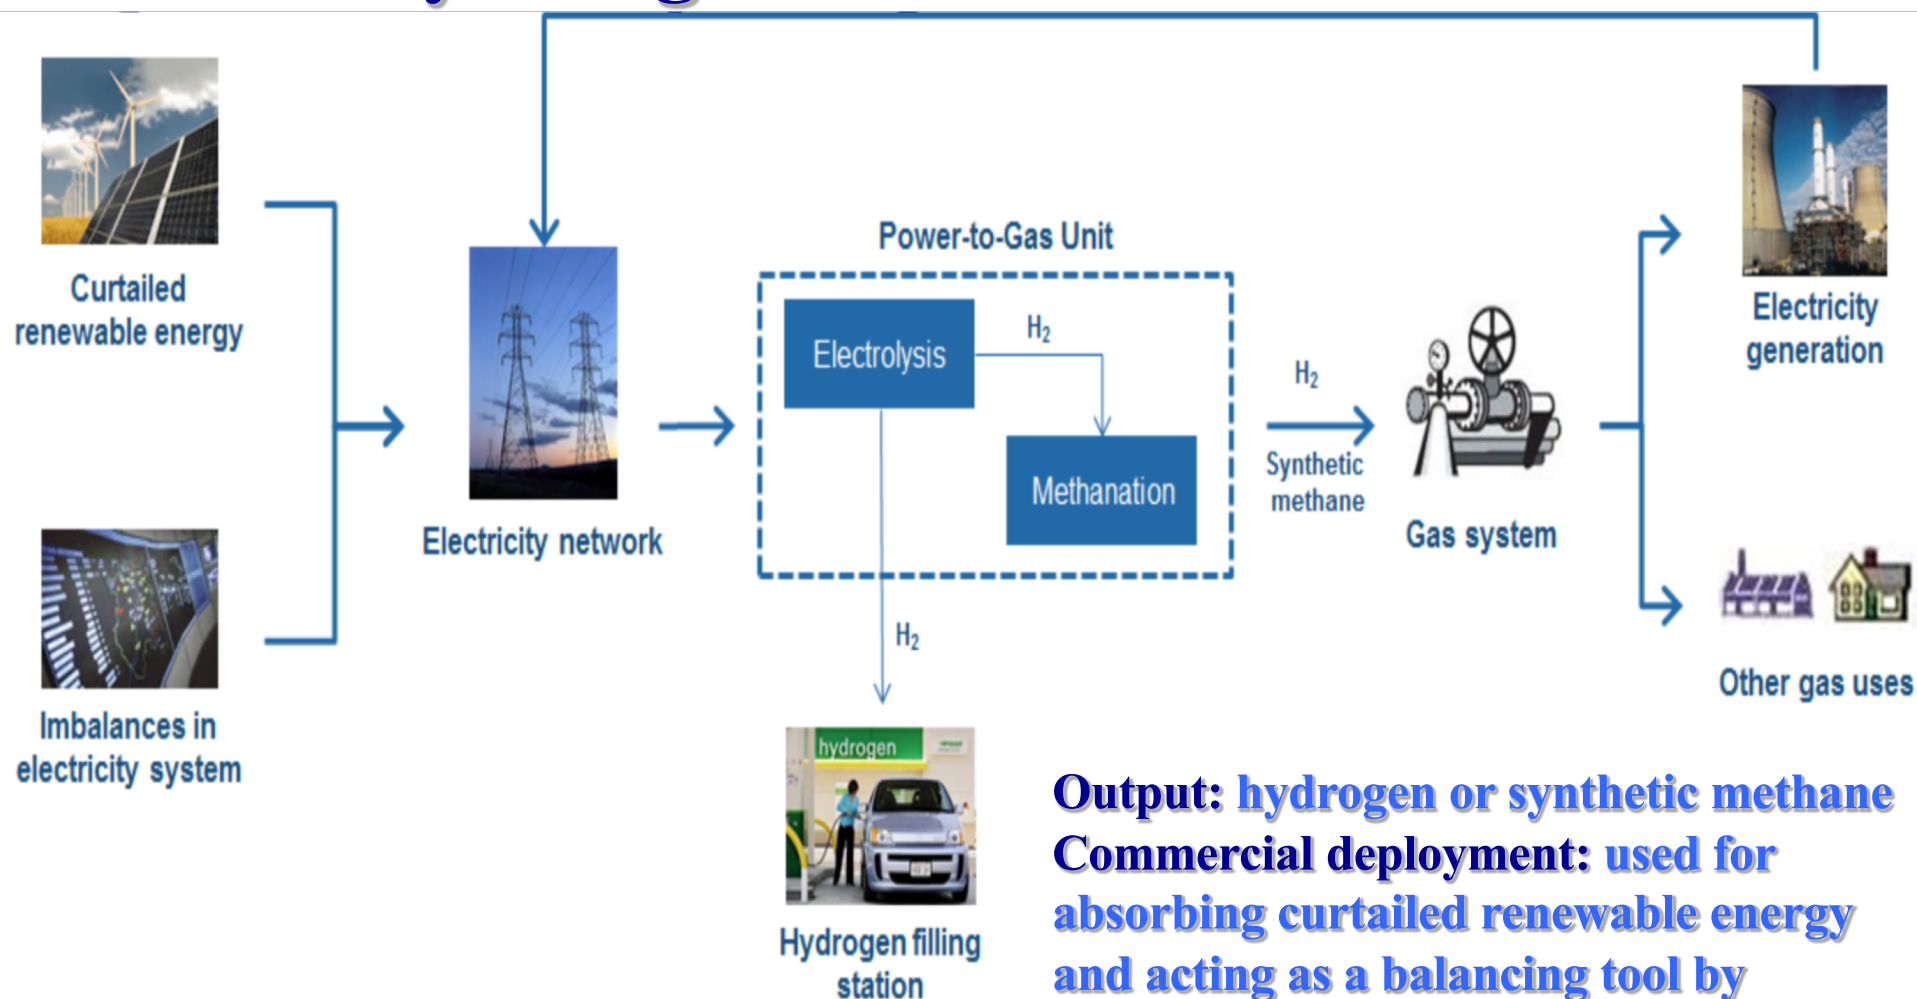 Power-to-Gas Unit
Curtailed
renewable energy
Electrolysis
H₂
Methanation
H₂
Synthetic
methane
Electricity
generation
Electricity network
Gas system
H₂
Imbalances in
electricity system
Other gas uses
hydrogen
Hydrogen filling
station
Output: hydrogen or synthetic methane
Commercial deployment: used for
absorbing curtailed renewable energy
and acting as a balancing tool by